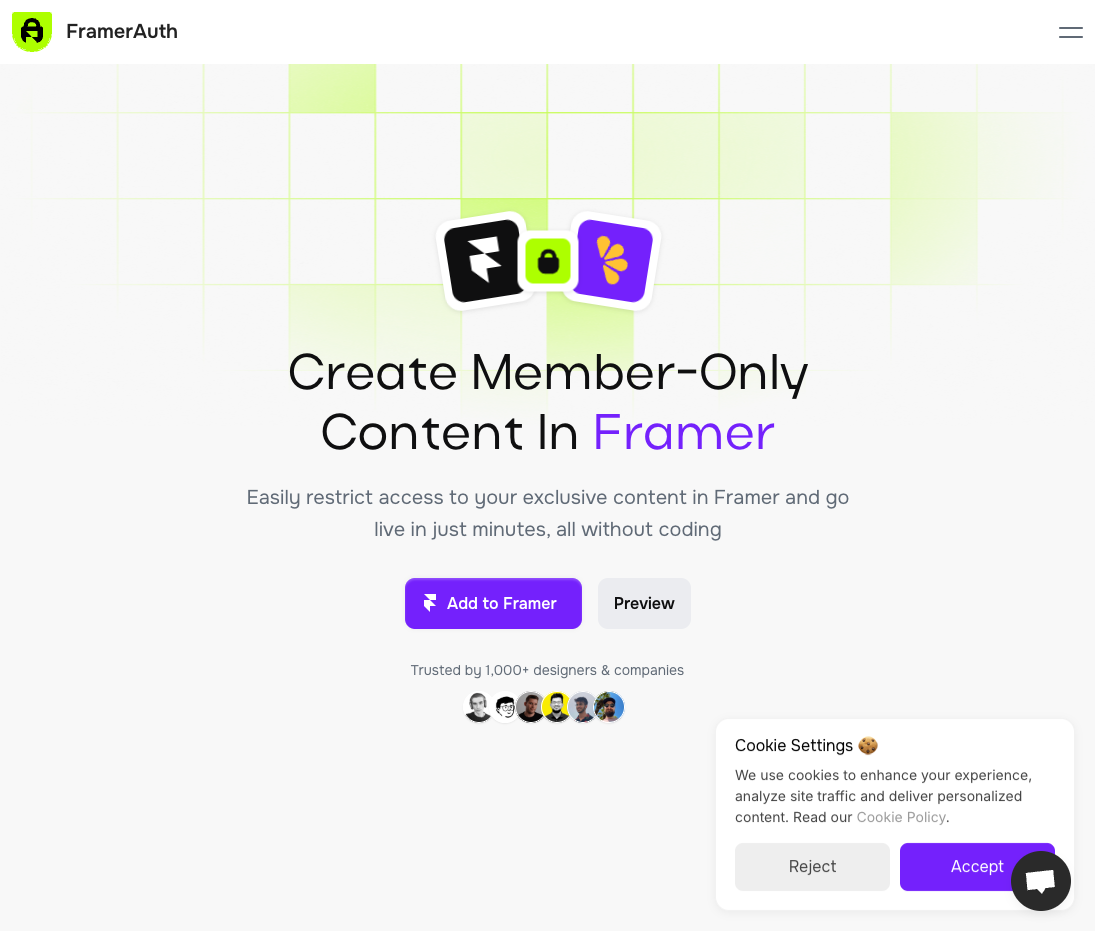 FramerAuth
Create Member-Only
Content In Framer
Easily restrict access to your exclusive content in Framer and go
live in just minutes, all without coding
Add to Framer
Preview
Trusted by 1,000+ designers & companies
Cookie Settings 🍪
We use cookies to enhance your experience,
analyze site traffic and deliver personalized
content. Read our Cookie Policy.
Reject
Accept